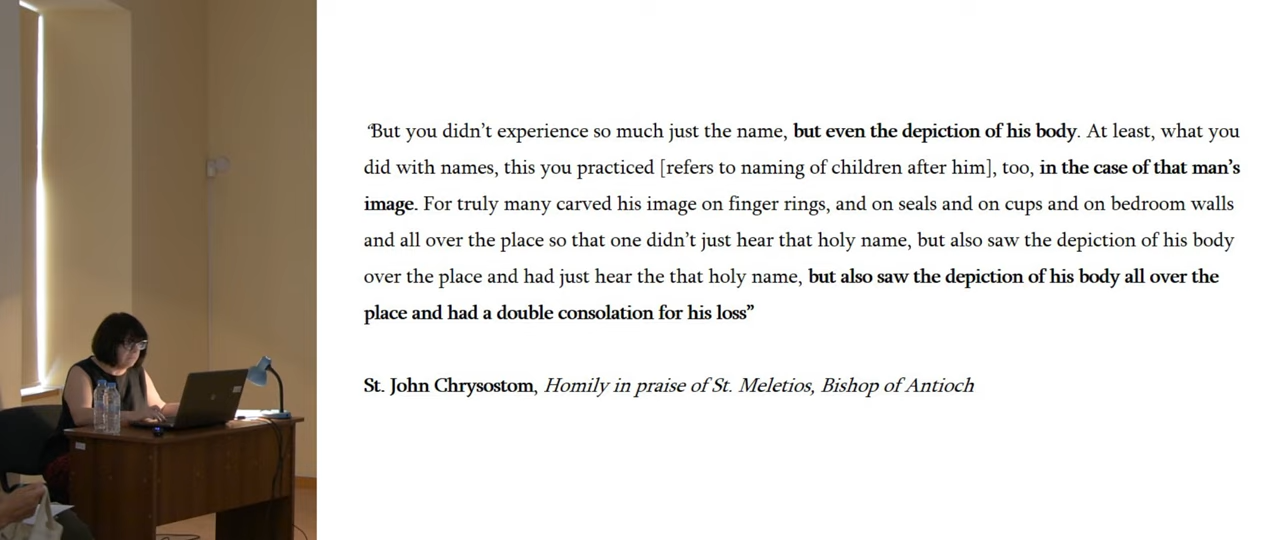 “But you didn’t experience so much just the name, but even the depiction of his body. At least, what you
did with names, this you practiced [refers to naming of children after him], too, in the case of that man’s
image. For truly many carved his image on finger rings, and on seals and on cups and on bedroom walls
and all over the place so that one didn’t just hear that holy name, but also saw the depiction of his body
over the place and had just hear the that holy name, but also saw the depiction of his body all over the
place and had a double consolation for his loss”
St. John Chrysostom, Homily in praise of St. Meletios, Bishop of Antioch